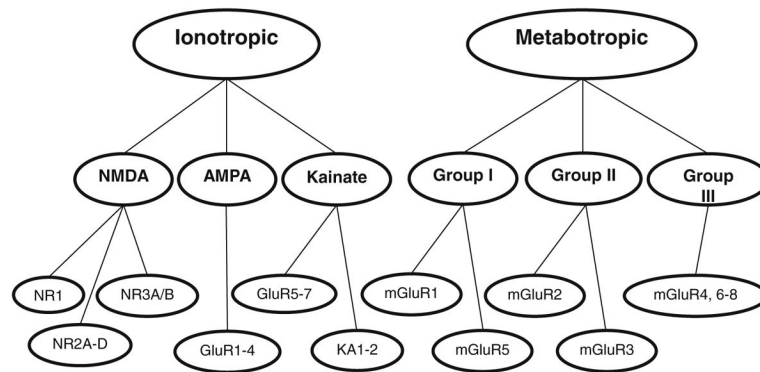 Ionotropic
Metabotropic
NMDA
AMPA
Kainate
Group I
Group II
Group
III
NR1
NR3A/B
GluR5-7
mGluR1
mGluR2
mGluR4, 6-8
NR2A-D
GluR1-4
KA1-2
mGluR5
mGluR3